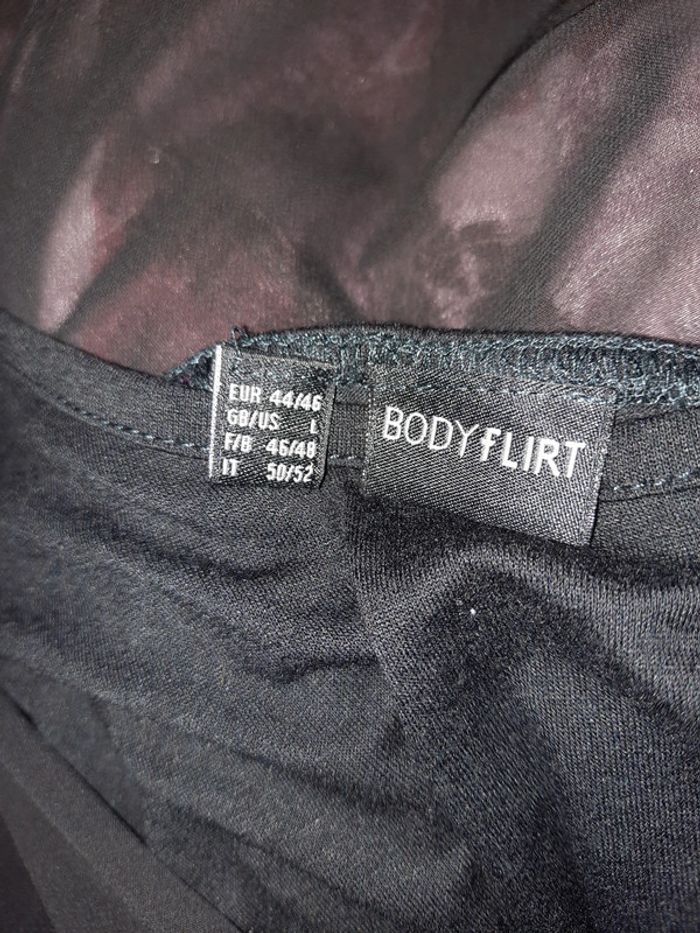 EUR 44/46
GB/US L
F/B 46/48
IT 50/52
BODYFLIRT